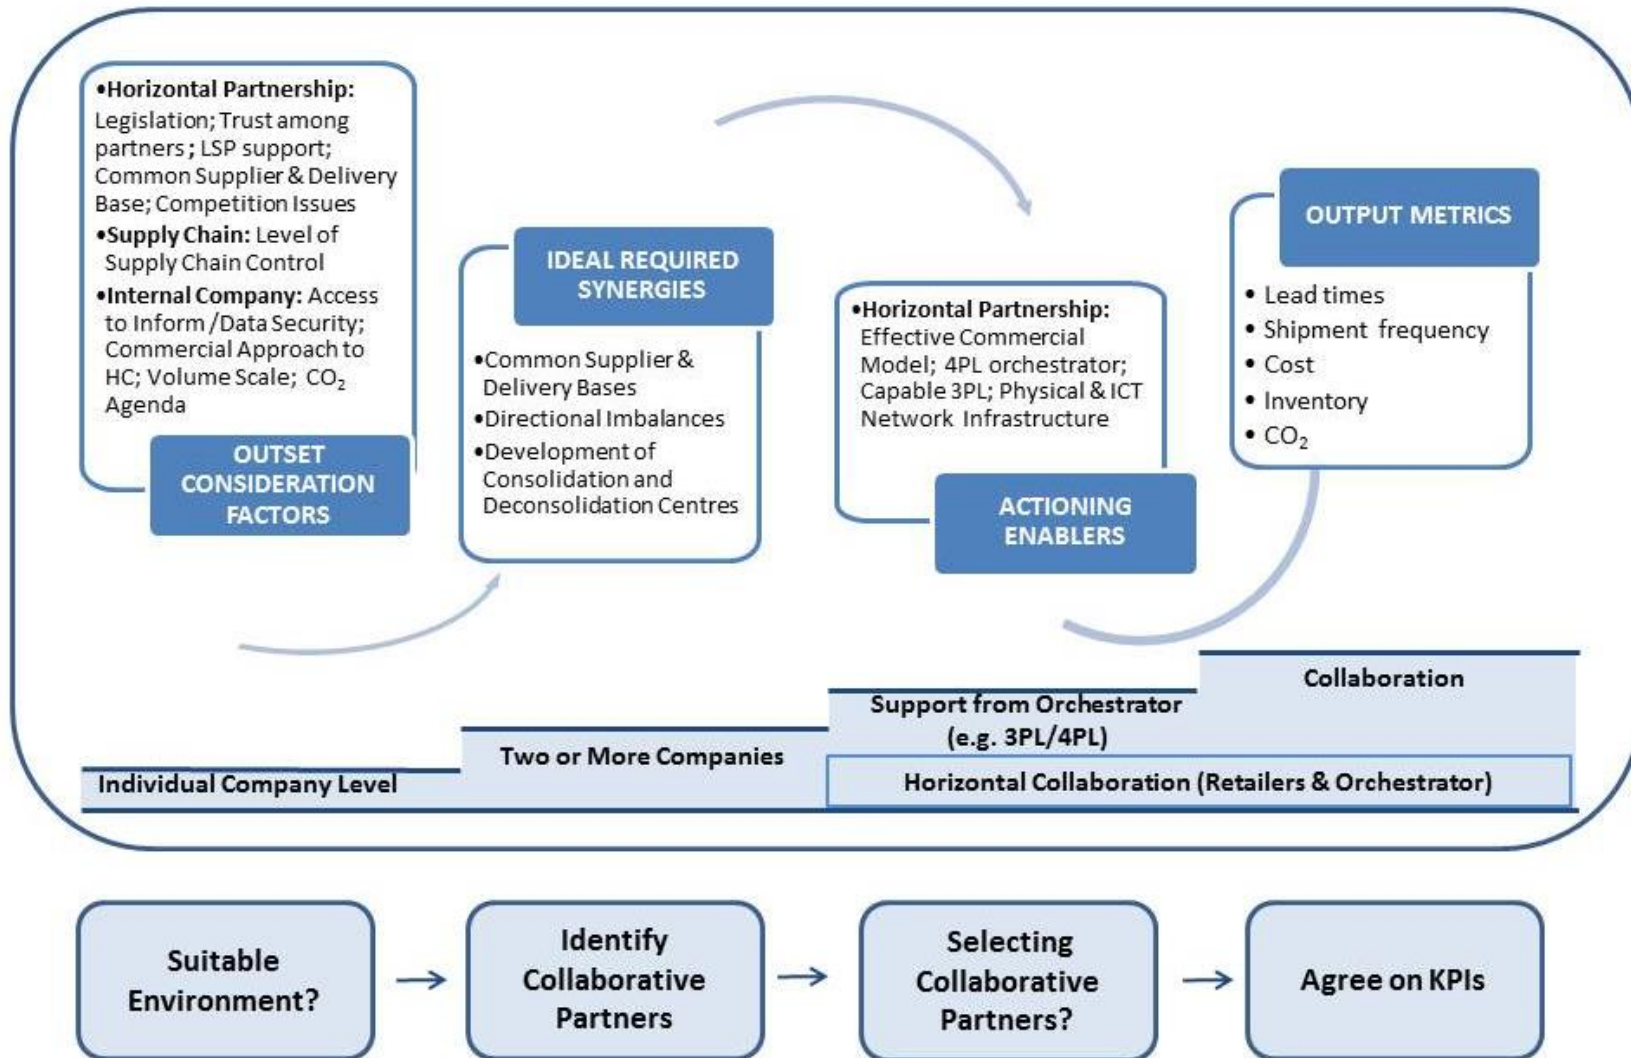 •Horizontal Partnership:
Legislation; Trust among
partners ; LSP support;
Common Supplier & Delivery
Base; Competition Issues
•Supply Chain: Level of
Supply Chain Control
•Internal Company: Access
to Inform /Data Security;
Commercial Approach to
HC; Volume Scale; CO₂
Agenda
OUTSET
CONSIDERATION
FACTORS
IDEAL REQUIRED
SYNERGIES
•Common Supplier &
Delivery Bases
•Directional Imbalances
•Development of
Consolidation and
Deconsolidation Centres
•Horizontal Partnership:
Effective Commercial
Model; 4PL orchestrator;
Capable 3PL; Physical & ICT
Network Infrastructure
ACTIONING
ENABLERS
OUTPUT METRICS
• Lead times
• Shipment frequency
• Cost
• Inventory
• CO₂
Individual Company Level
Two or More Companies
Support from Orchestrator
(e.g. 3PL/4PL)
Collaboration
Horizontal Collaboration (Retailers & Orchestrator)
Suitable
Environment?
Identify
Collaborative
Partners
Selecting
Collaborative
Partners?
Agree on KPIs